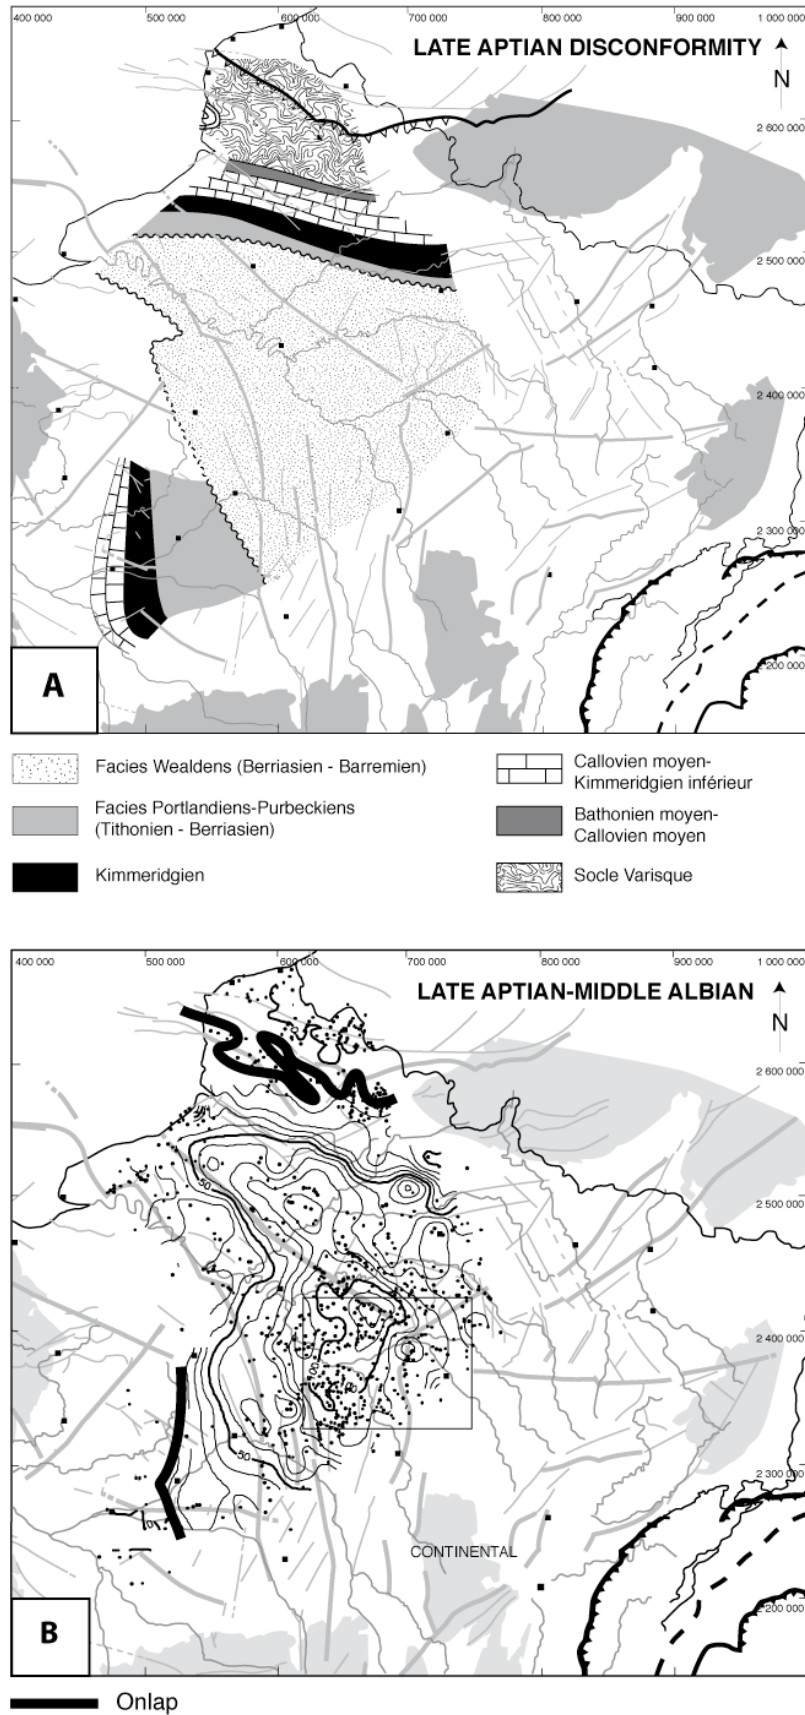 400 000 500 000 600 000 700 000 800 000 900 000 1 000 000
LATE APTIAN DISCONFORMITY
N
2 600 000
2 500 000
2 400 000
2 300 000
2 200 000
A
Facies Wealdens (Berriasien - Barremien)
Facies Portlandiens-Purbeckiens
(Tithonien - Berriasien)
Kimmeridgien
Callovien moyen-
Kimmeridgien inférieur
Bathonien moyen-
Callovien moyen
Socle Varisque
400 000 500 000 600 000 700 000 800 000 900 000 1 000 000
LATE APTIAN-MIDDLE ALBIAN
N
2 600 000
50
2 500 000
2 400 000
100
50
2 300 000
CONTINENTAL
2 200 000
B
Onlap